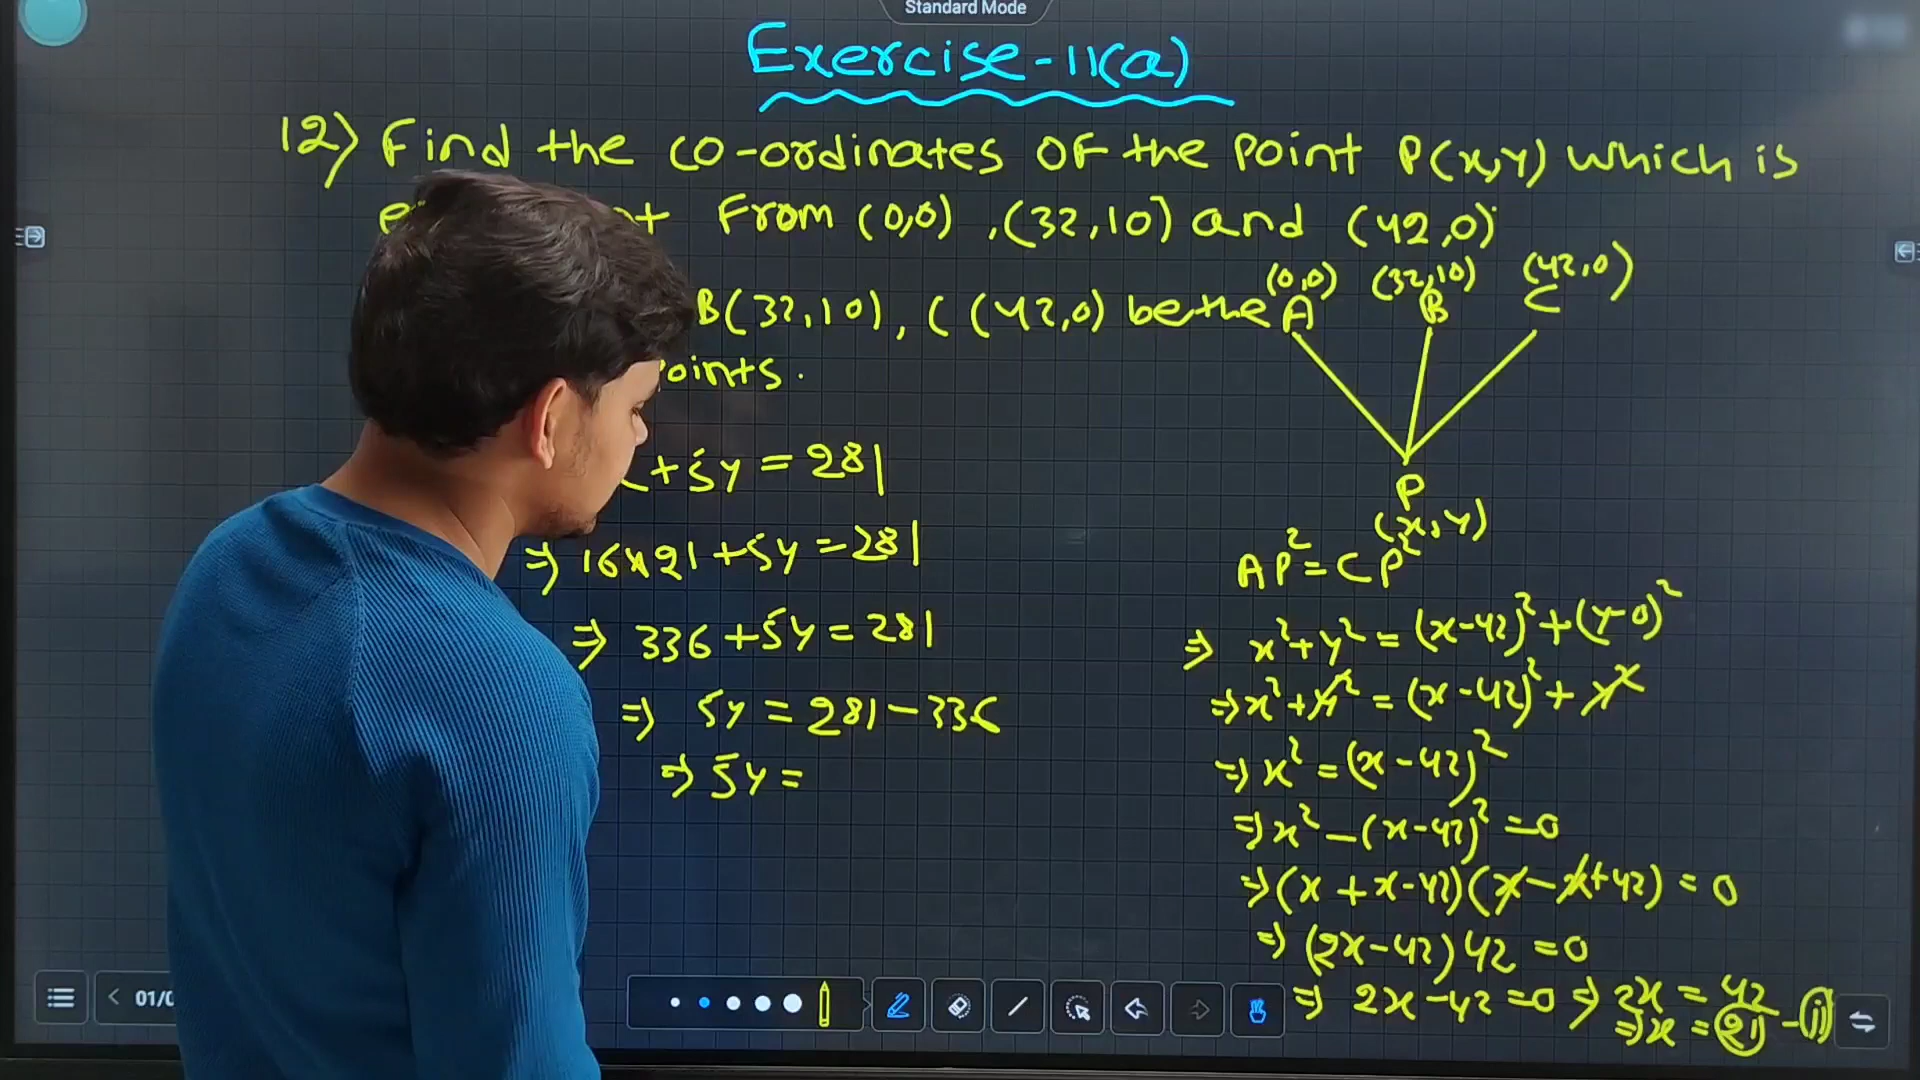 Standard Mode
Exercise-11(a)
12) Find the co-ordinates of the point P(x,y) which is
From (0,0) ,(32,10) and (42,0)
B(32,10), C (42,0) be the
points.
(0,0) (32,10) (42,0)
A B C
P
(x,y)
+5y = 281
⇒ 16×21 +5y = 281
⇒ 336 +5y = 281
⇒ 5y = 281 - 336
⇒ 5y =
AP² = CP²
⇒ x²+y² = (x-42)²+(y-0)²
⇒ x²+y² = (x-42)²+ y²
⇒ x² = (x-42)²
⇒ x² - (x-42)² = 0
⇒ (x + x-42)(x - x+42) = 0
⇒ (2x-42) 42 = 0
⇒ 2x-42 = 0 ⇒ 2x = 42
⇒ x = 21 - (i)
01/0